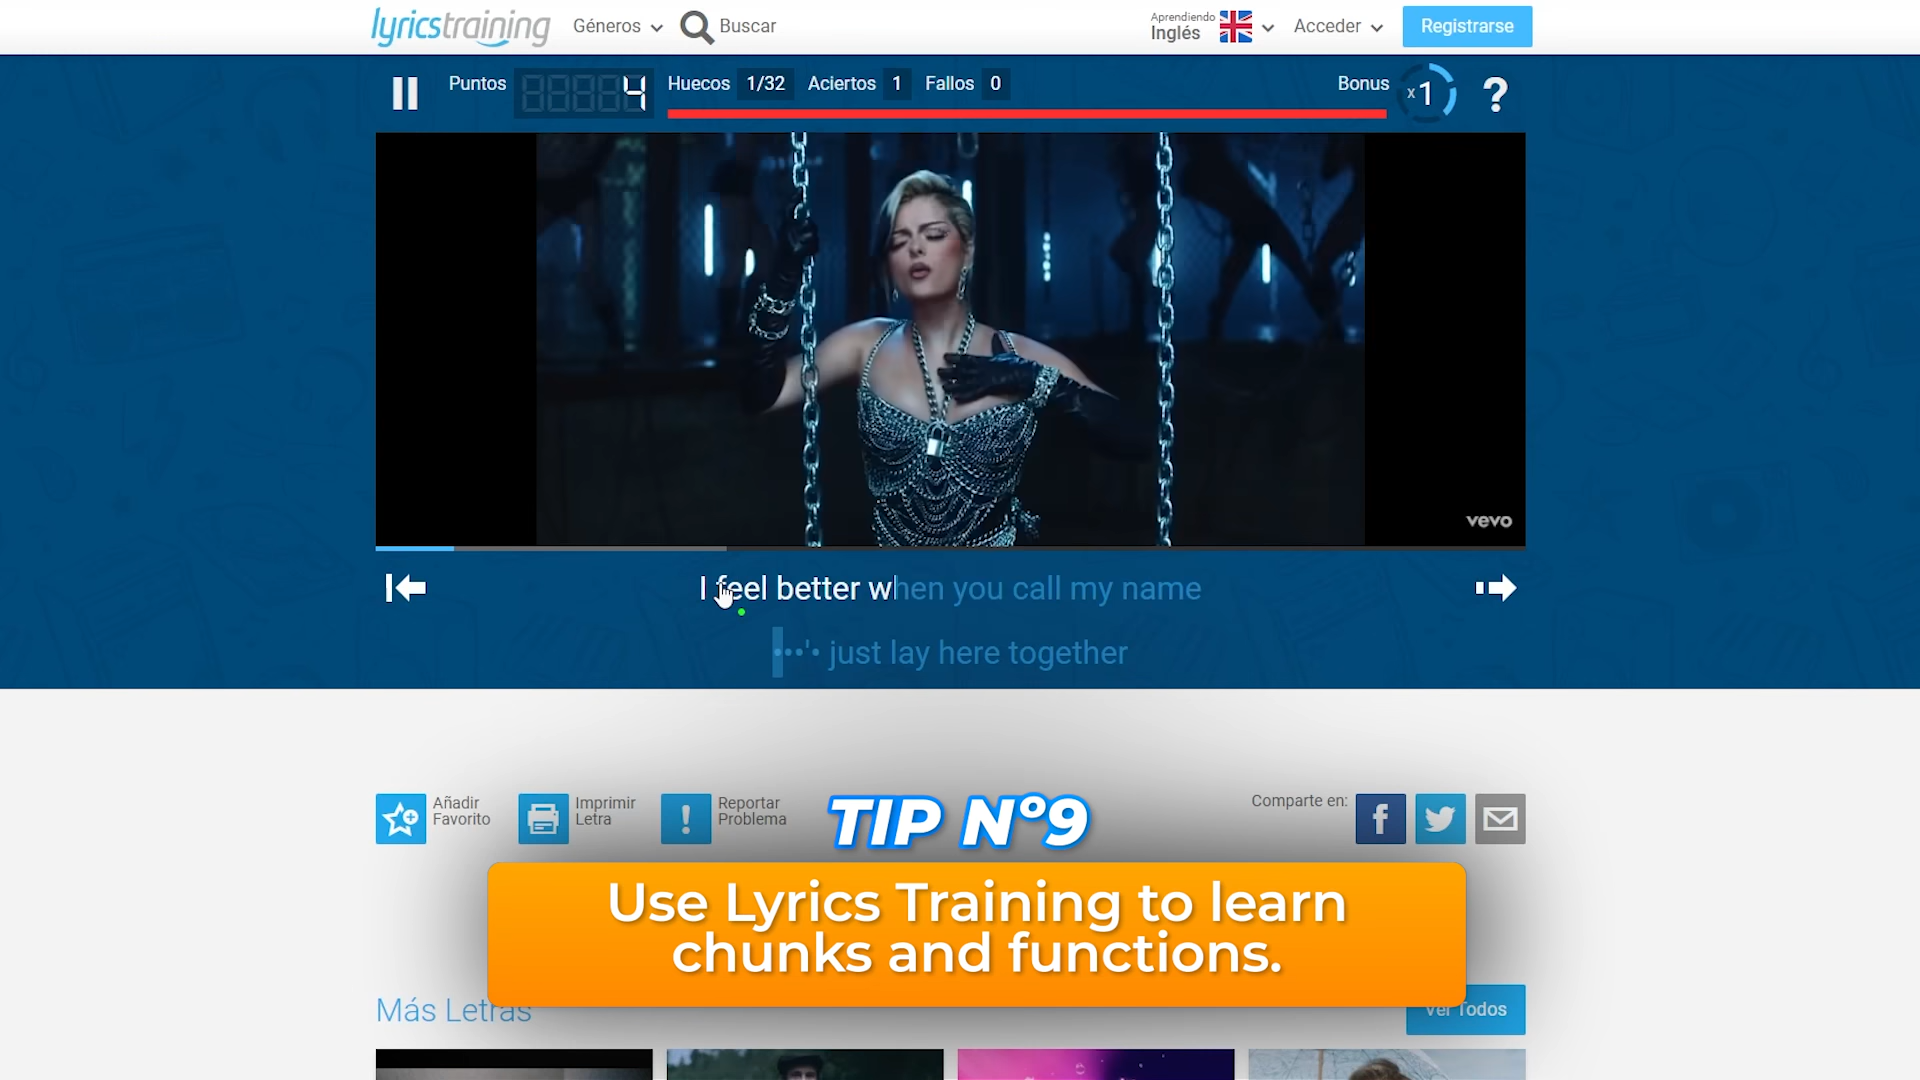 lyricstraining
Géneros
Buscar
Aprendiendo
Inglés
Acceder
Registrarse
Puntos
4
Huecos 1/32 Aciertos 1 Fallos 0
Bonus x1
?
vevo
I feel better when you call my name
•••'• just lay here together
Añadir
Favorito
Imprimir
Letra
Reportar
Problema
Comparte en:
TIP Nº9
Use Lyrics Training to learn
chunks and functions.
Más Letras
Ver Todos